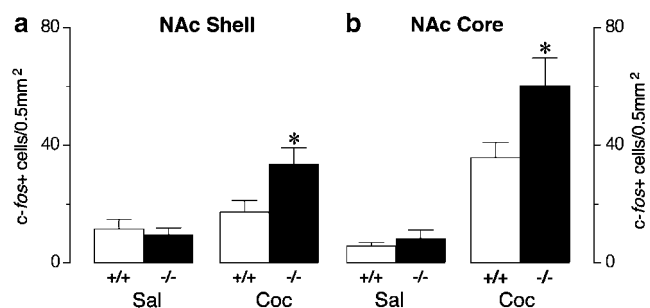 a NAc Shell b NAc Core
80 80
c-fos+ cells/0.5mm²
40 40
c-fos+ cells/0.5mm²
0 0
* *
+/+ -/- +/+ -/- +/+ -/- +/+ -/-
Sal Coc Sal Coc